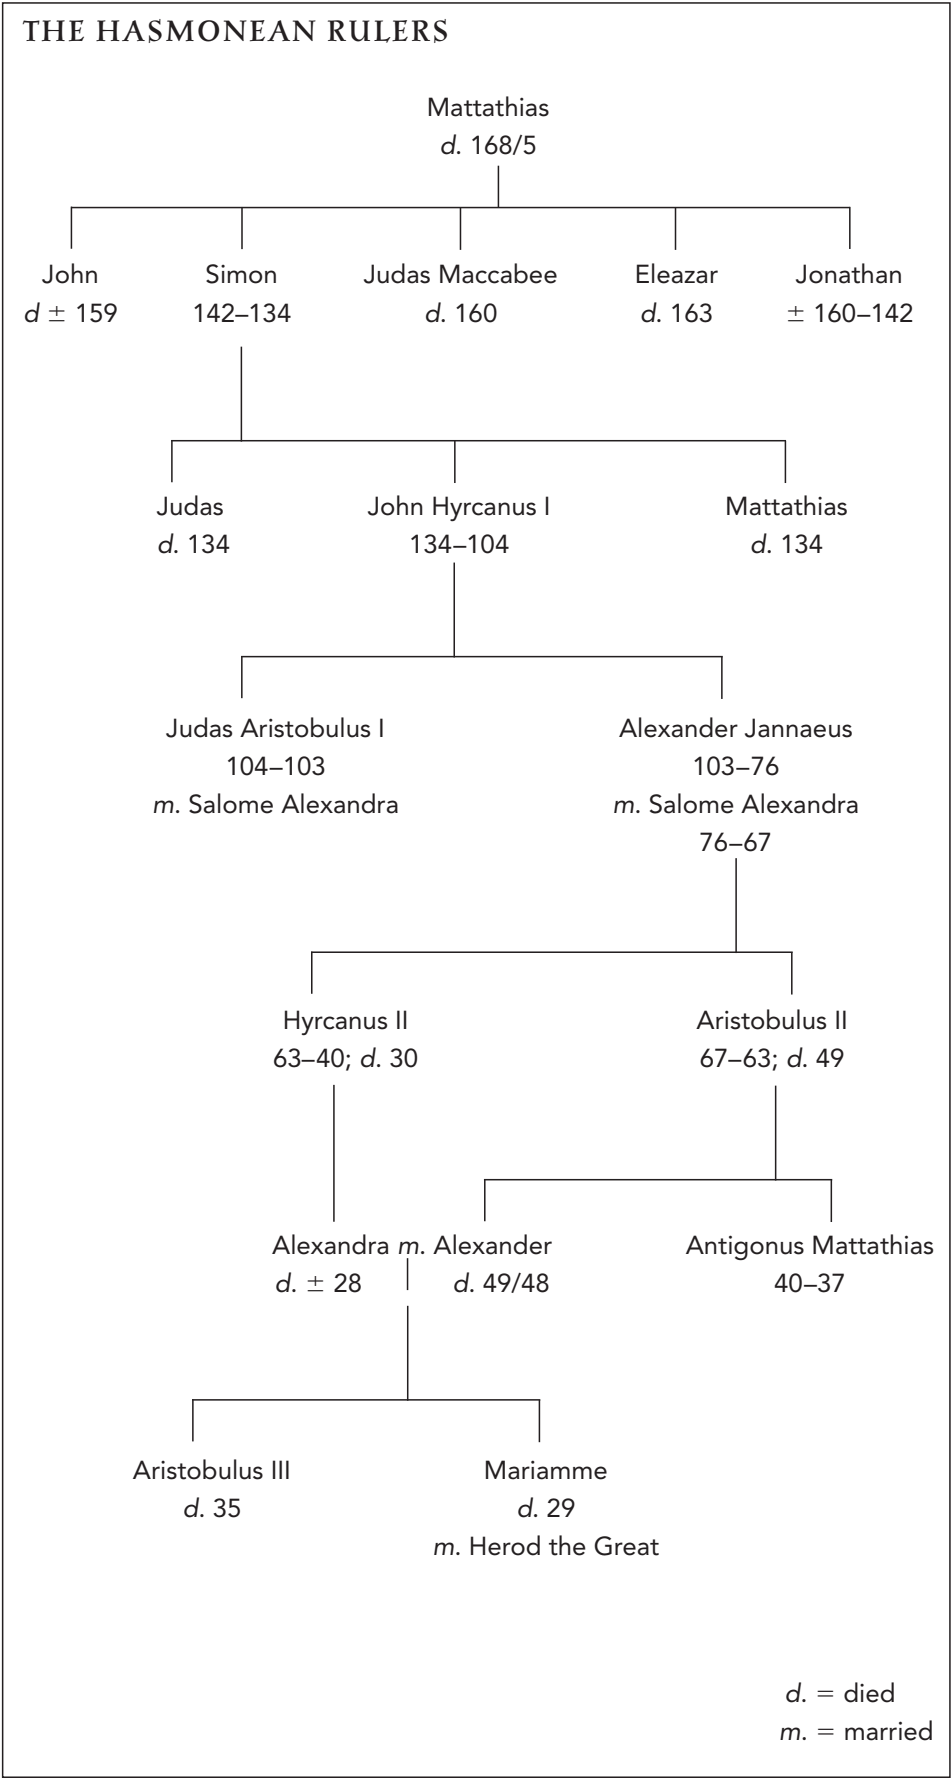 THE HASMONEAN RULERS
Mattathias
d. 168/5
John Simon Judas Maccabee Eleazar Jonathan
d ± 159 142–134 d. 160 d. 163 ± 160–142
Judas John Hyrcanus I Mattathias
d. 134 134–104 d. 134
Judas Aristobulus I Alexander Jannaeus
104–103 103–76
m. Salome Alexandra m. Salome Alexandra
76–67
Hyrcanus II Aristobulus II
63–40; d. 30 67–63; d. 49
Alexandra m. Alexander Antigonus Mattathias
d. ± 28 d. 49/48 40–37
Aristobulus III Mariamme
d. 35 d. 29
m. Herod the Great
d. = died
m. = married